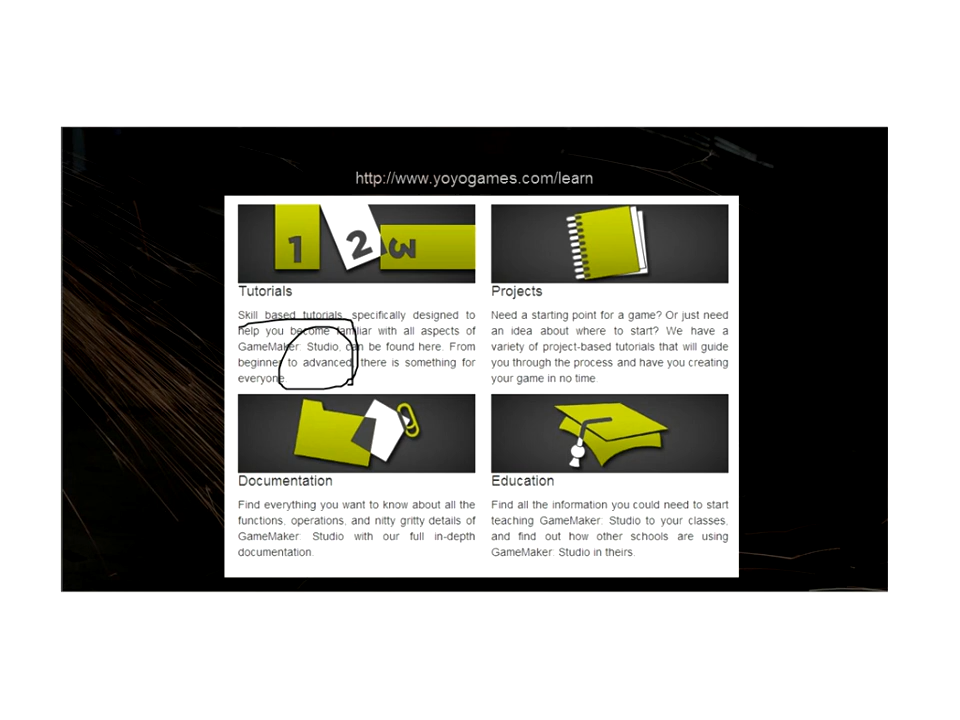 http://www.yoyogames.com/learn
1 2 3
Tutorials
Skill based tutorials, specifically designed to
help you become familiar with all aspects of
GameMaker: Studio, can be found here. From
beginner to advanced, there is something for
everyone.
Projects
Need a starting point for a game? Or just need
an idea about where to start? We have a
variety of project-based tutorials that will guide
you through the process and have you creating
your game in no time.
Documentation
Find everything you want to know about all the
functions, operations, and nitty gritty details of
GameMaker: Studio with our full in-depth
documentation.
Education
Find all the information you could need to start
teaching GameMaker: Studio to your classes,
and find out how other schools are using
GameMaker: Studio in theirs.